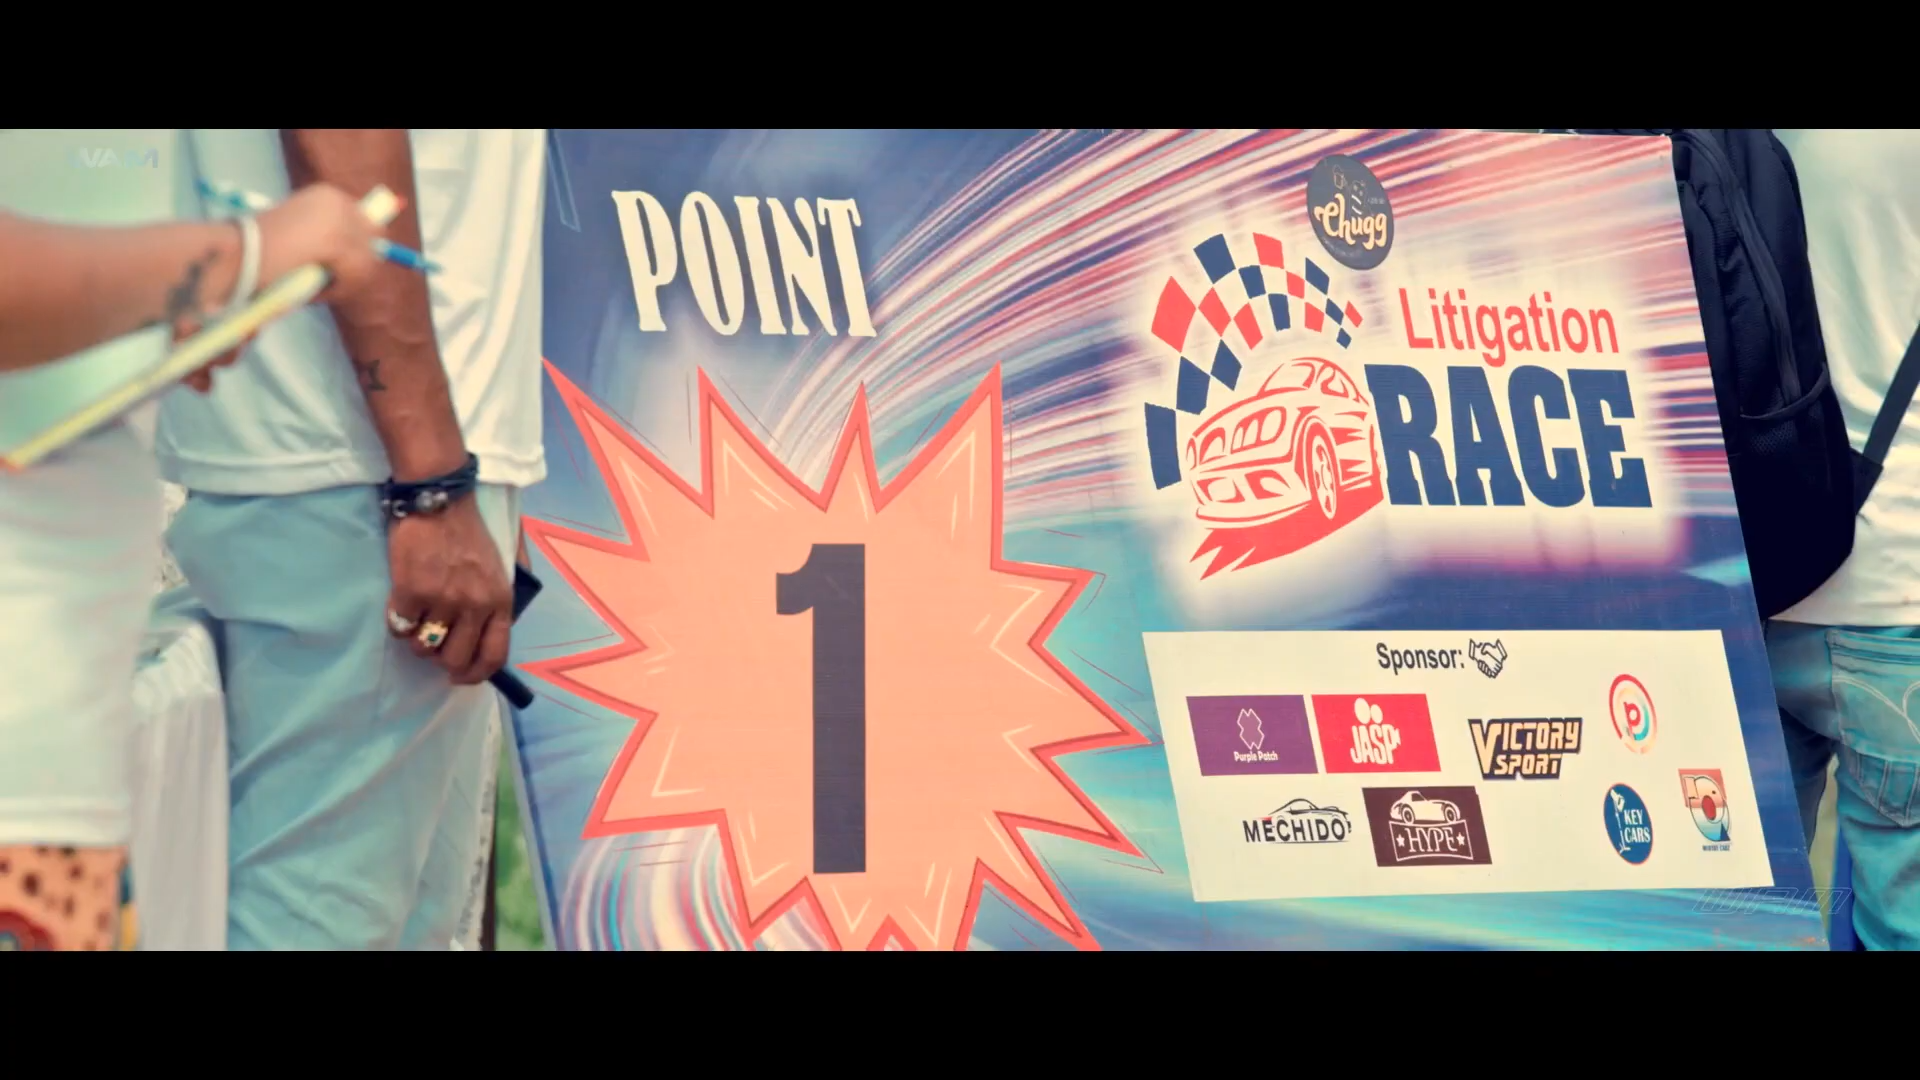 POINT
1
Chugg
Litigation
RACE
Sponsor:
Purple Patch
JASP
VICTORY
SPORT
MECHIDO
HYPE
KEY
CARS